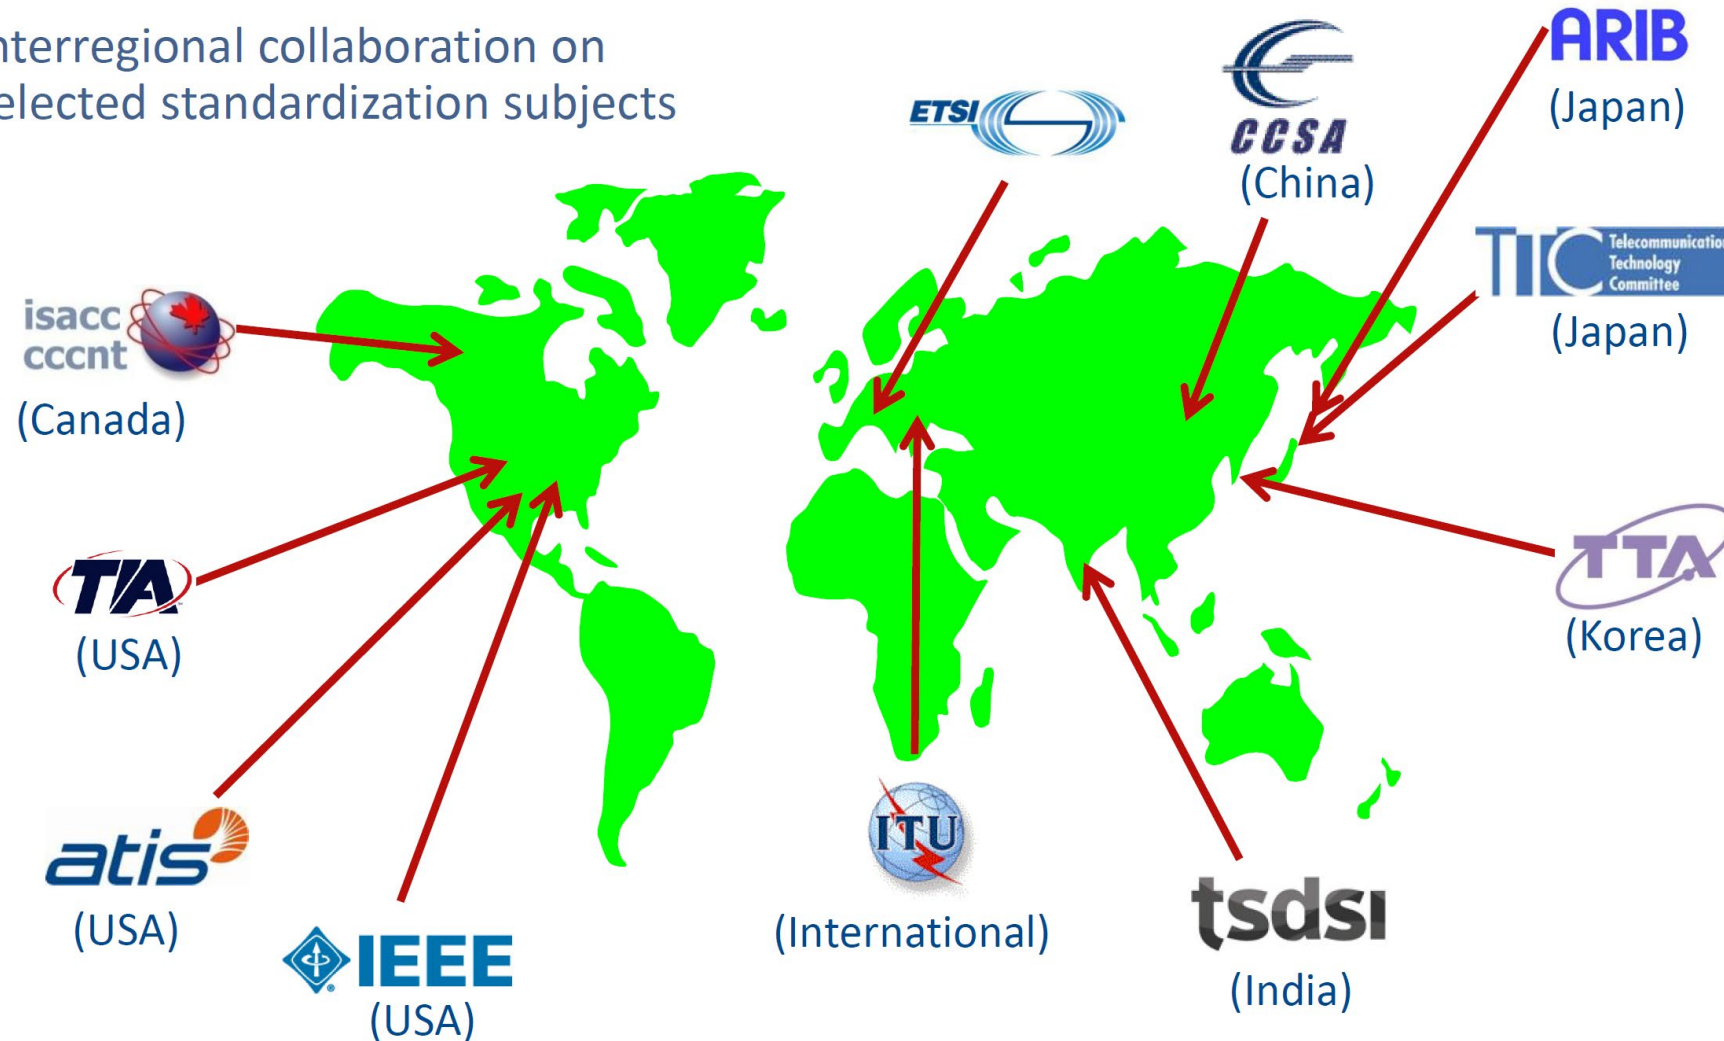 nterregional collaboration on
elected standardization subjects
ETSI
CCSA
(China)
ARIB
(Japan)
TTC Telecommunication
Technology
Committee
(Japan)
isacc
cccnt
(Canada)
TIA
(USA)
TTA
(Korea)
atis
(USA)
IEEE
(USA)
ITU
(International)
tsdsi
(India)